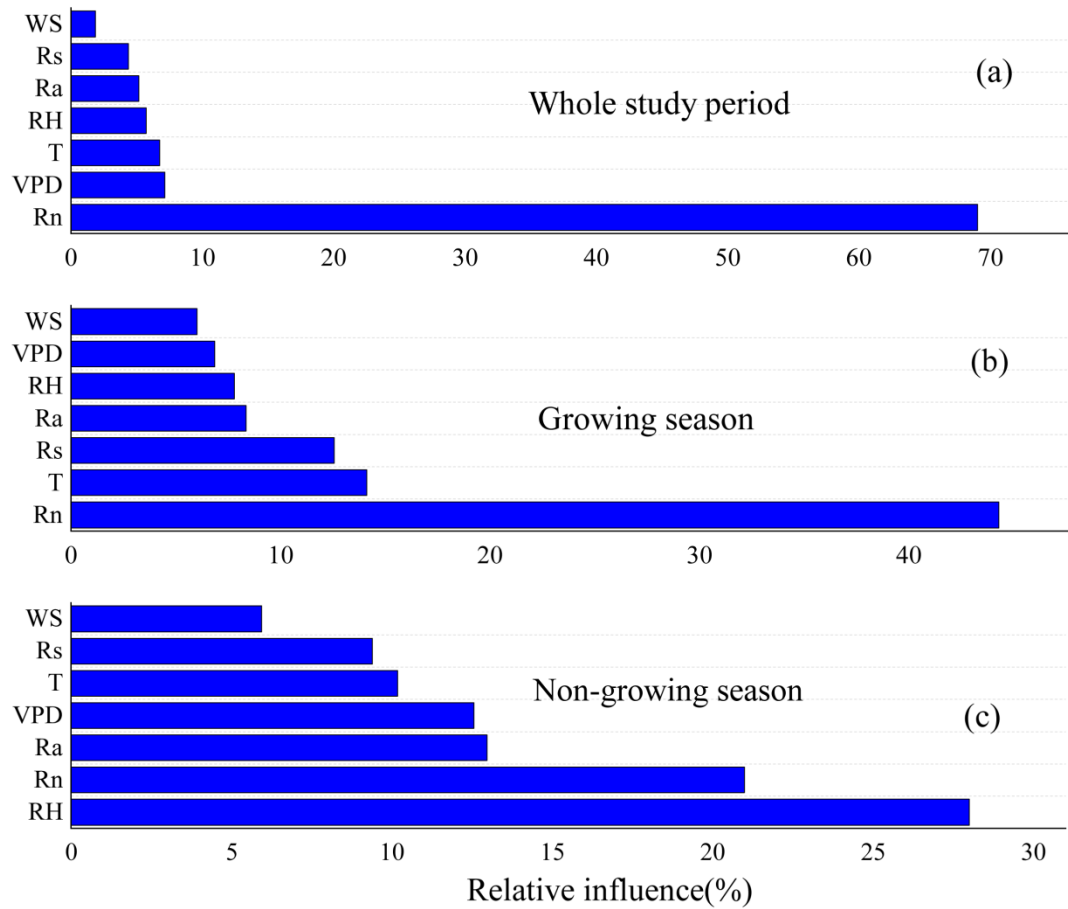 WS
Rs
Ra
RH
T
VPD
Rn
(a)
Whole study period
0 10 20 30 40 50 60 70
WS
VPD
RH
Ra
Rs
T
Rn
(b)
Growing season
0 10 20 30 40
WS
Rs
T
VPD
Ra
Rn
RH
Non-growing season
(c)
0 5 10 15 20 25 30
Relative influence(%)